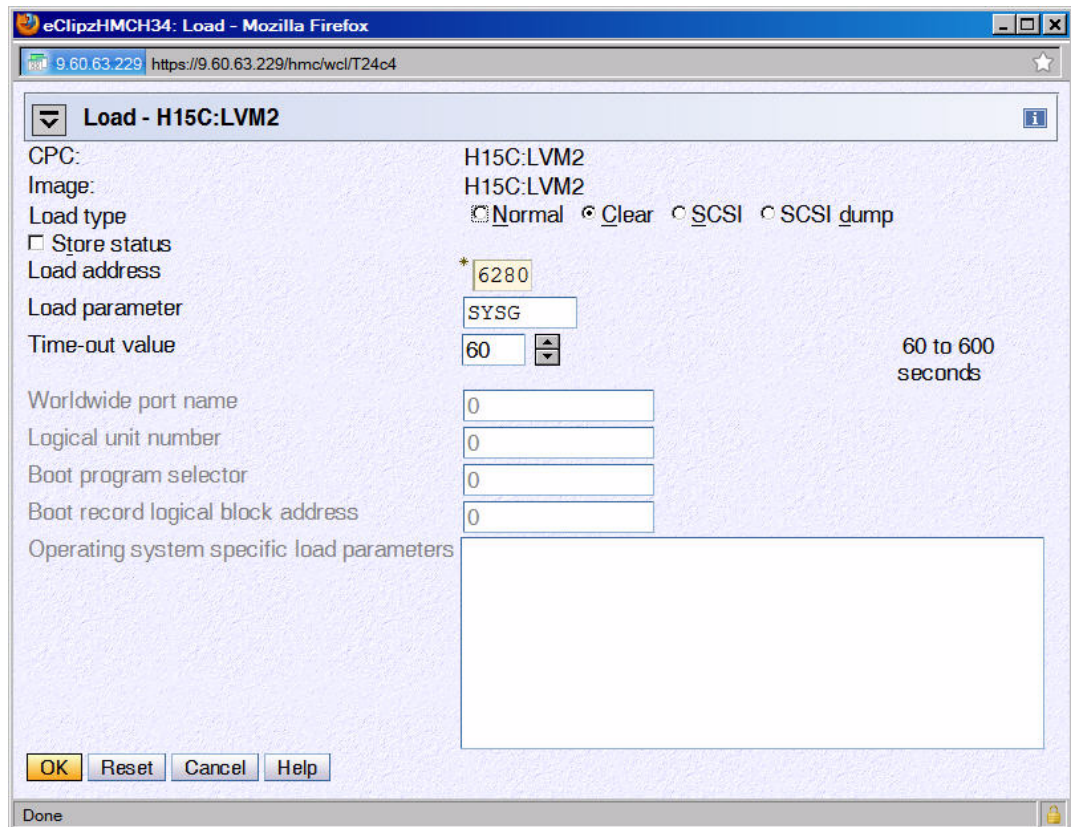 eClipzHMCH34: Load - Mozilla Firefox
9.60.63.229 https://9.60.63.229/hmc/wcl/T24c4
Load - H15C:LVM2
CPC: H15C:LVM2
Image: H15C:LVM2
Load type Normal Clear SCSI SCSI dump
Store status
Load address * 6280
Load parameter SYSG
Time-out value 60 60 to 600
seconds
Worldwide port name 0
Logical unit number 0
Boot program selector 0
Boot record logical block address 0
Operating system specific load parameters
OK Reset Cancel Help
Done